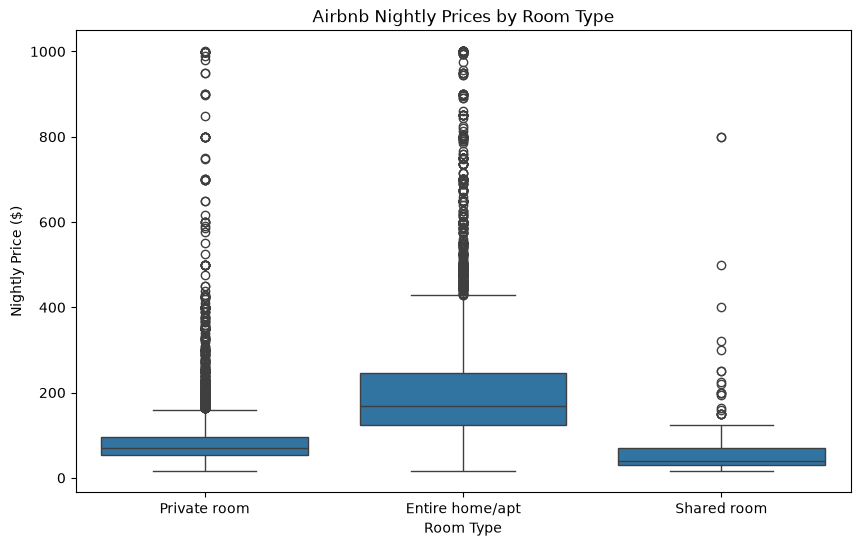 Airbnb Nightly Prices by Room Type
Nightly Price ($)
1000
800
600
400
200
0
Private room
Entire home/apt
Shared room
Room Type